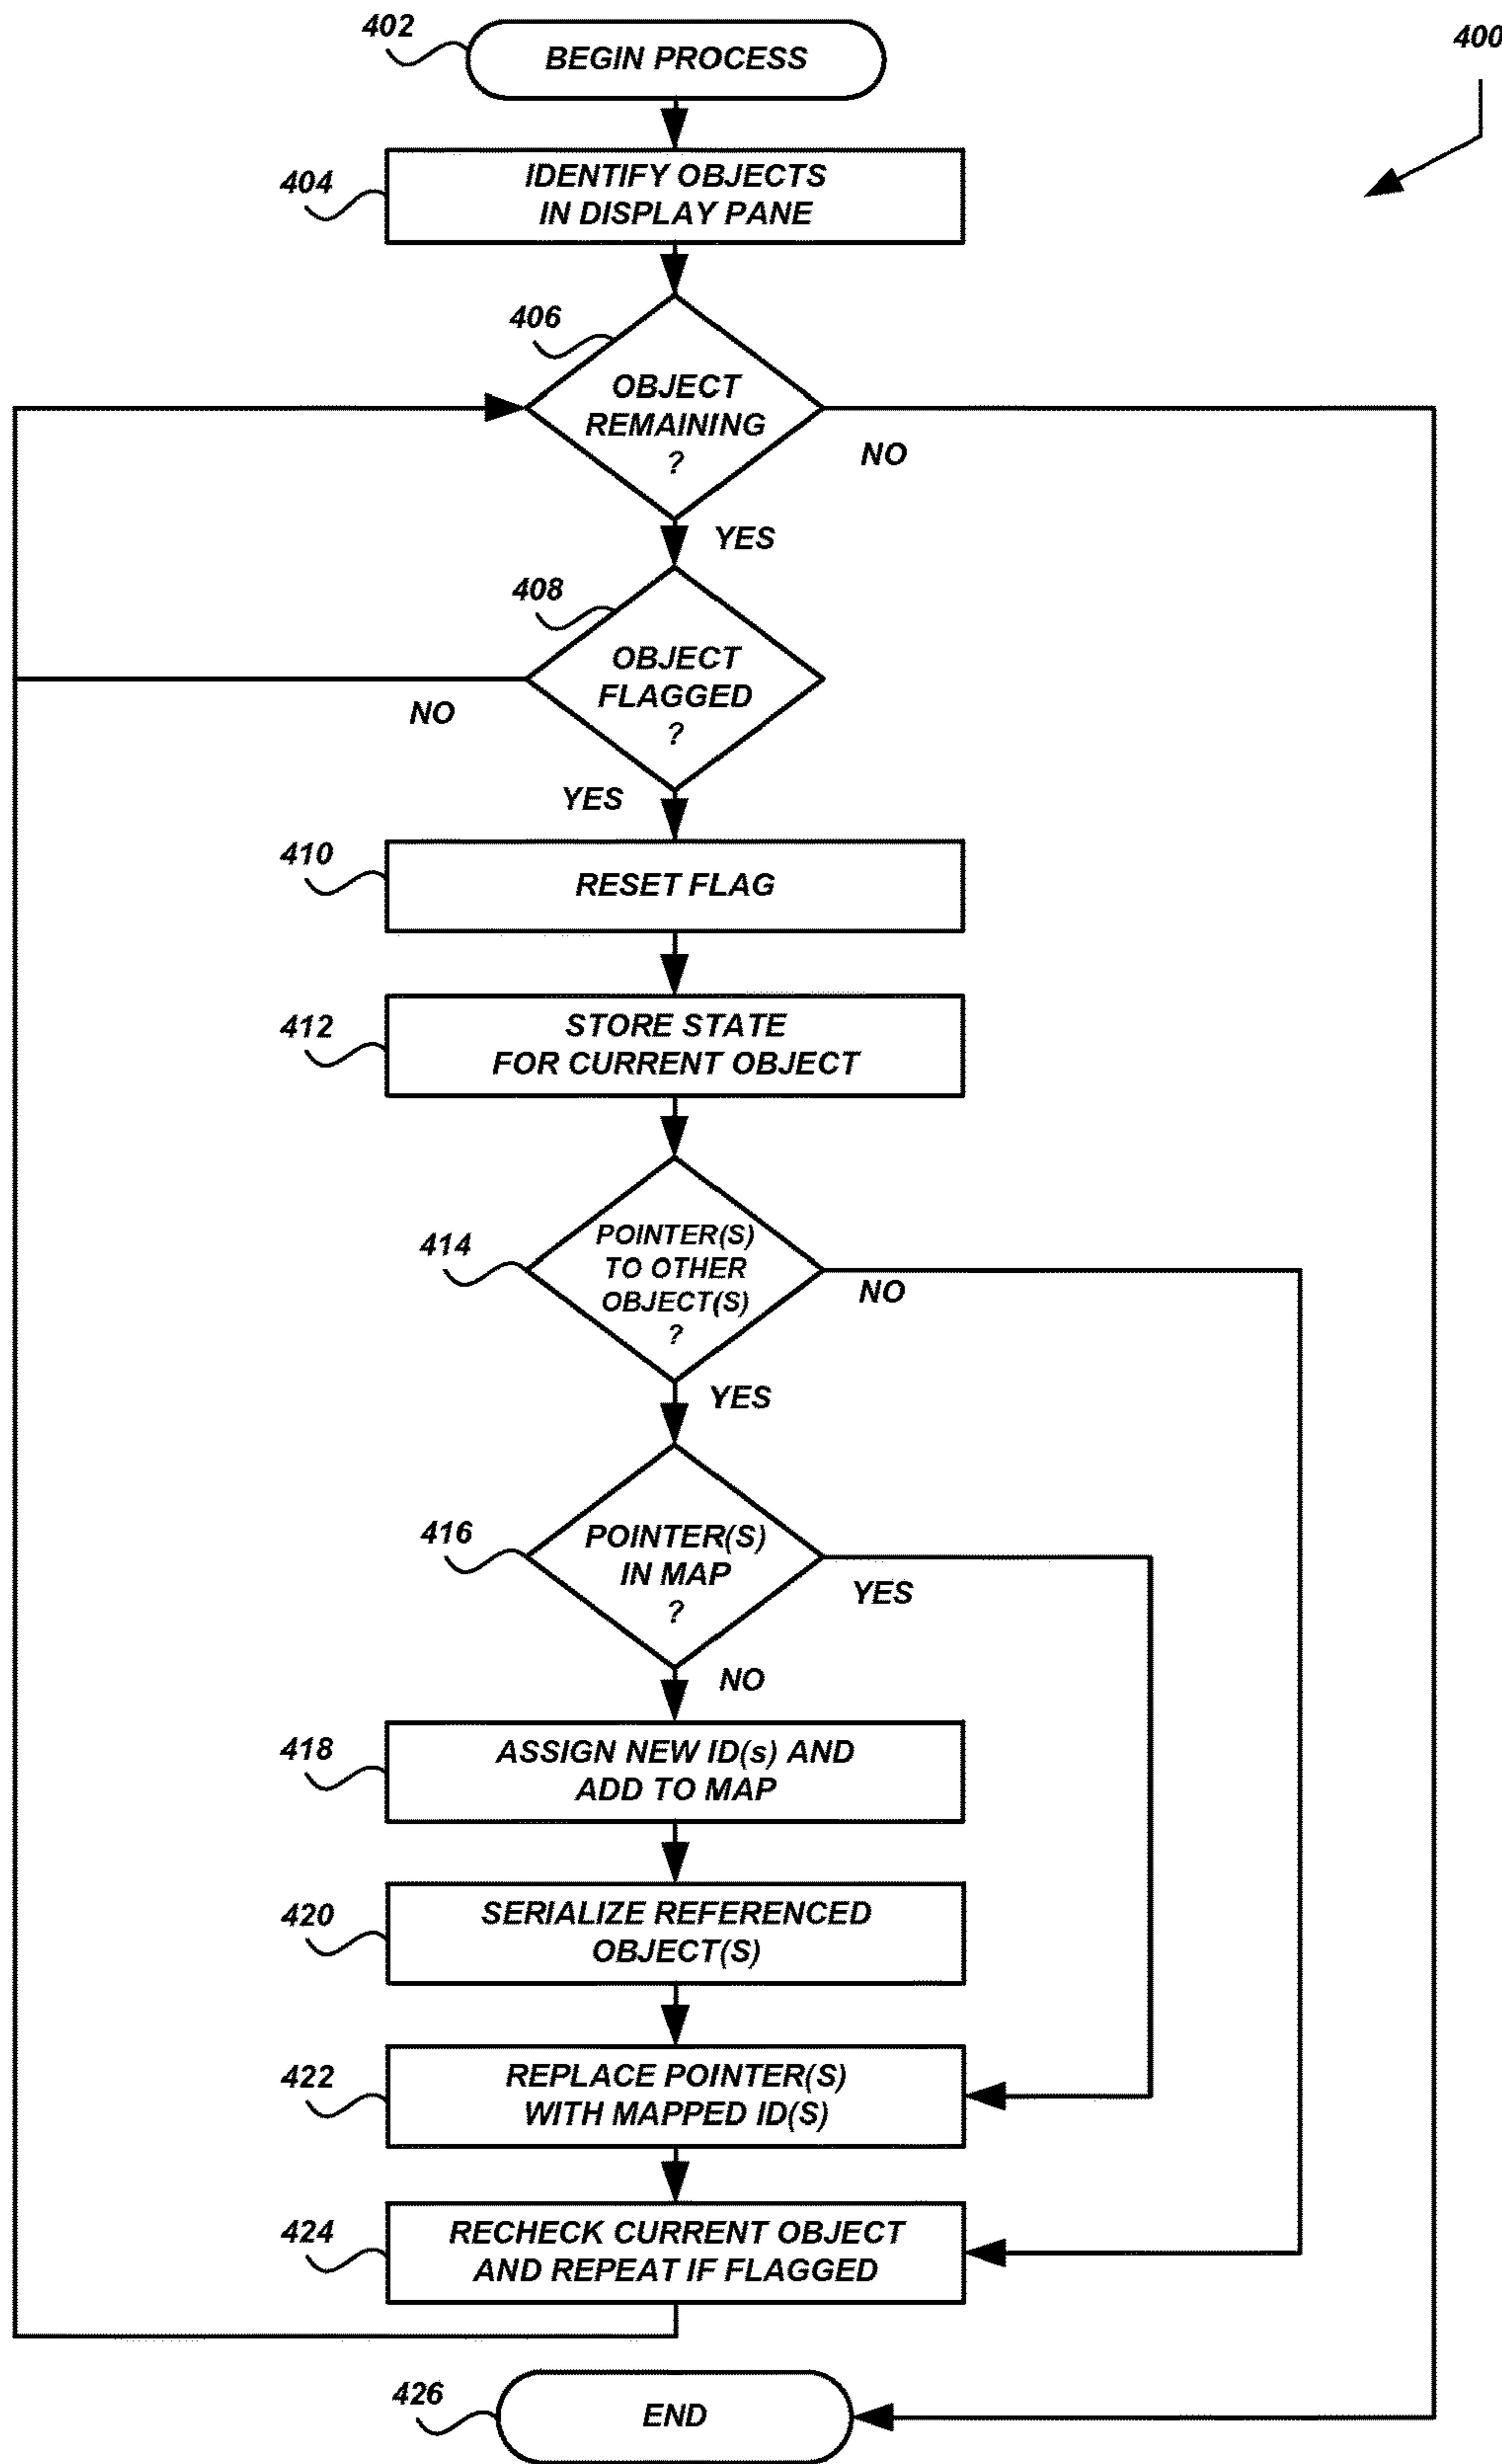 402
BEGIN PROCESS
400
404
IDENTIFY OBJECTS
IN DISPLAY PANE
406
OBJECT
REMAINING
?
NO
YES
408
OBJECT
FLAGGED
?
NO
YES
410
RESET FLAG
412
STORE STATE
FOR CURRENT OBJECT
414
POINTER(S)
TO OTHER
OBJECT(S)
?
NO
YES
416
POINTER(S)
IN MAP
?
YES
NO
418
ASSIGN NEW ID(s) AND
ADD TO MAP
420
SERIALIZE REFERENCED
OBJECT(S)
422
REPLACE POINTER(S)
WITH MAPPED ID(S)
424
RECHECK CURRENT OBJECT
AND REPEAT IF FLAGGED
426
END